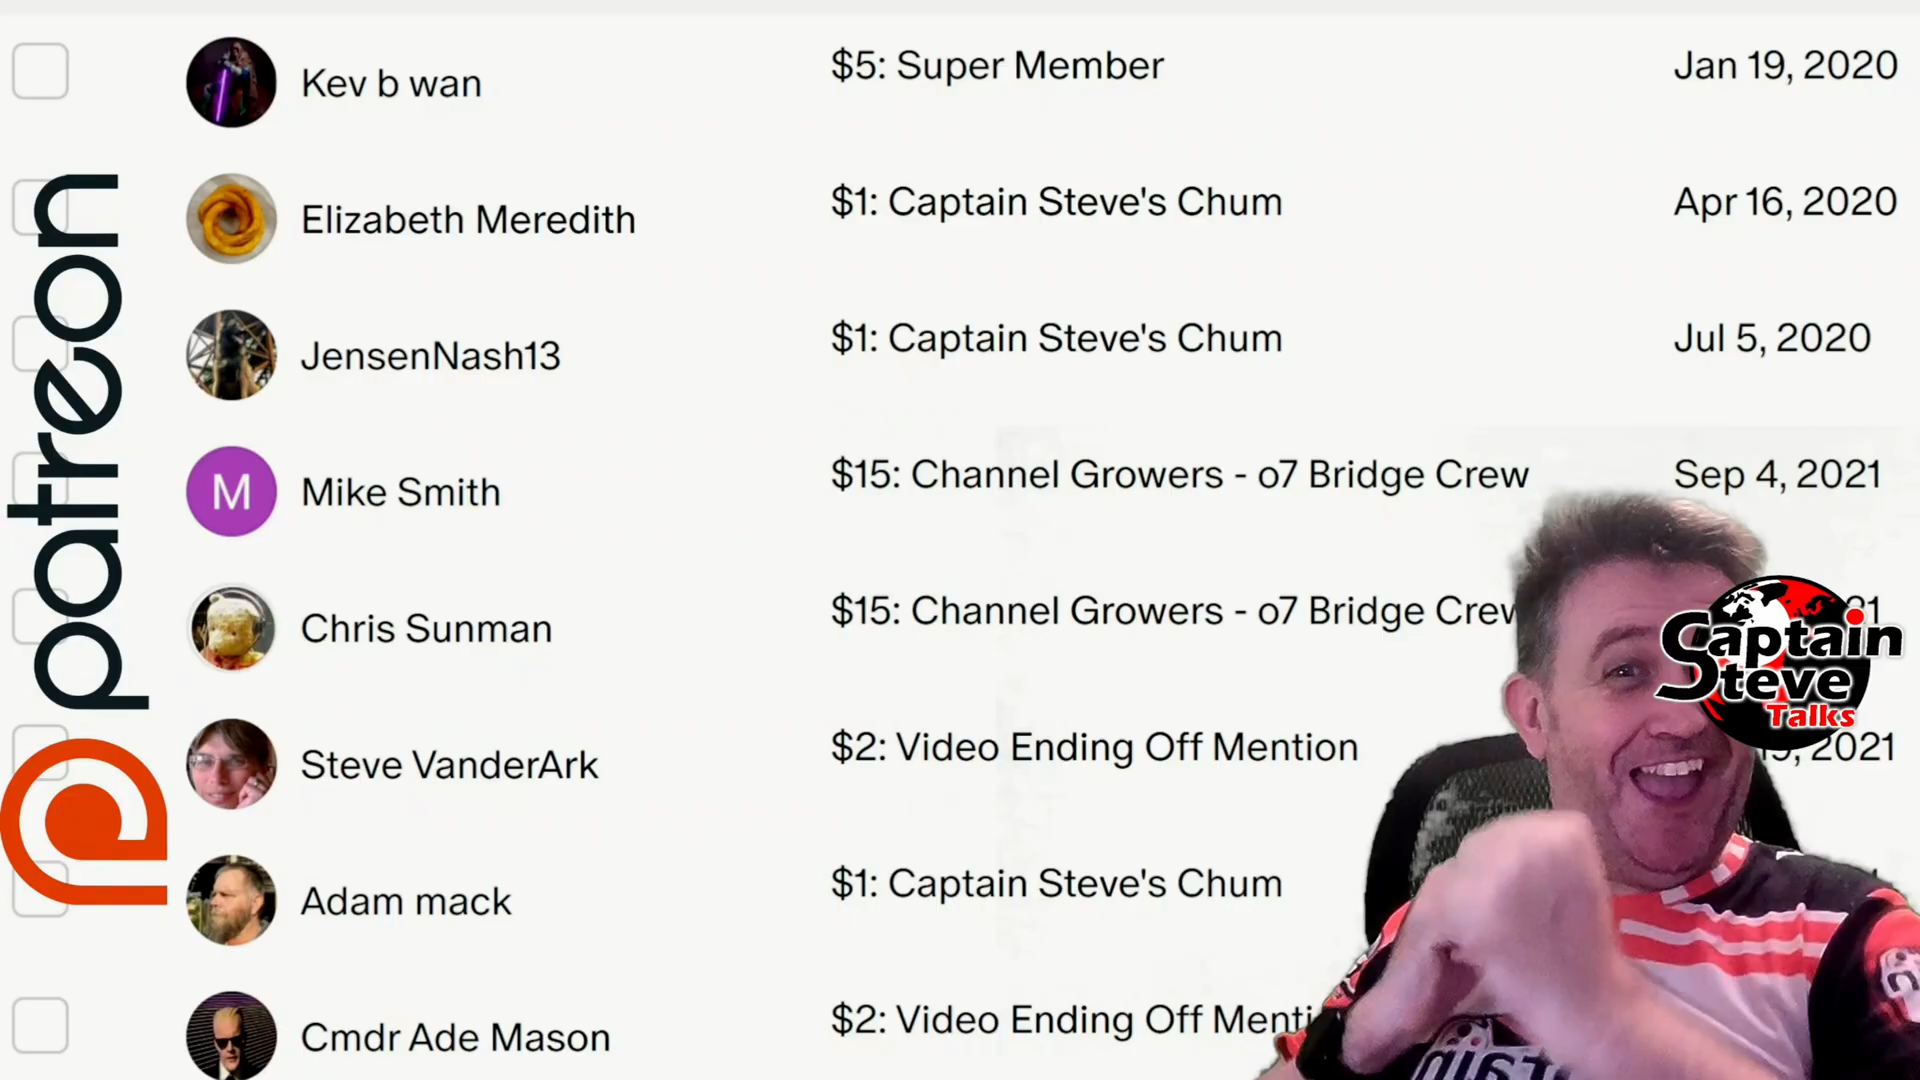 Kev b wan $5: Super Member Jan 19, 2020
Elizabeth Meredith $1: Captain Steve's Chum Apr 16, 2020
JensenNash13 $1: Captain Steve's Chum Jul 5, 2020
M Mike Smith $15: Channel Growers - o7 Bridge Crew Sep 4, 2021
Chris Sunman $15: Channel Growers - o7 Bridge Crew
Steve VanderArk $2: Video Ending Off Mention 2021
Adam mack $1: Captain Steve's Chum
Cmdr Ade Mason $2: Video Ending Off
patreon
Captain
Steve
Talks